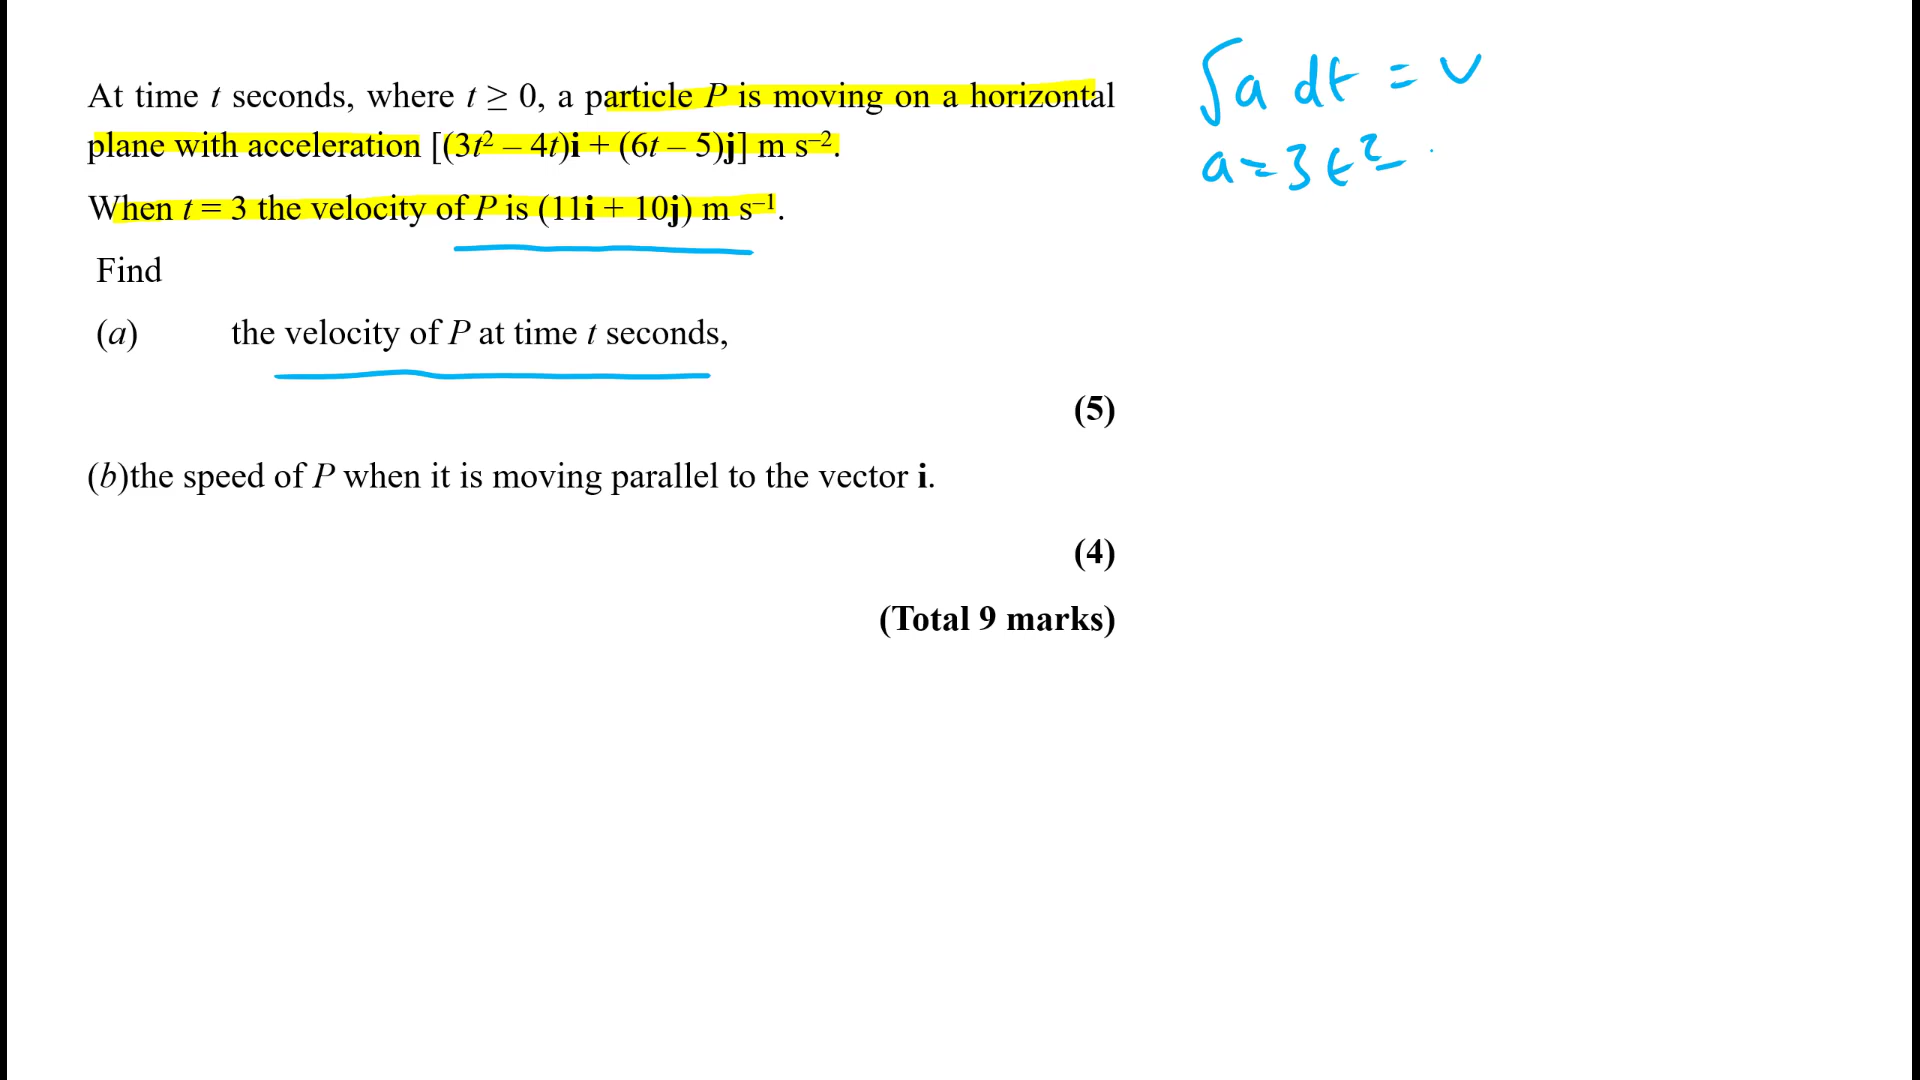 At time t seconds, where t ≥ 0, a particle P is moving on a horizontal
plane with acceleration [(3t² – 4t)i + (6t – 5)j] m s⁻².
When t = 3 the velocity of P is (11i + 10j) m s⁻¹.
Find
(a) the velocity of P at time t seconds,
(5)
(b)the speed of P when it is moving parallel to the vector i.
(4)
(Total 9 marks)
∫a dt = v
a=3t² –